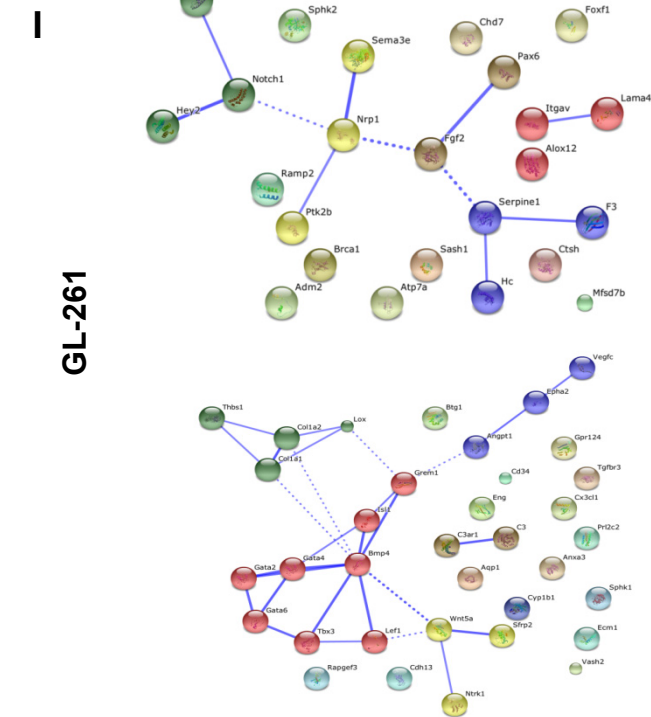 I
Sphk2
Foxf1
Chd7
Sema3e
Pax6
Notch1
Lama4
Itgav
Hey2
Nrp1
Fgf2
Alox12
Ramp2
Serpine1
F3
Ptk2b
Brca1
Sash1
Ctsh
Hc
Adm2
Atp7a
Mfsd7b
GL-261
Vegfc
Epha2
Thbs1
Btg1
Lox
Col1a2
Angpt1
Gpr124
Col1a1
Grem1
Cd34
Tgfbr3
Eng
Cx3cl1
Isl1
C3ar1
C3
Prl2c2
Bmp4
Gata4
Gata2
Aqp1
Anxa3
Sphk1
Cyp1b1
Gata6
Wnt5a
Sfrp2
Tbx3
Lef1
Ecm1
Vash2
Rapgef3
Cdh13
Ntrk1